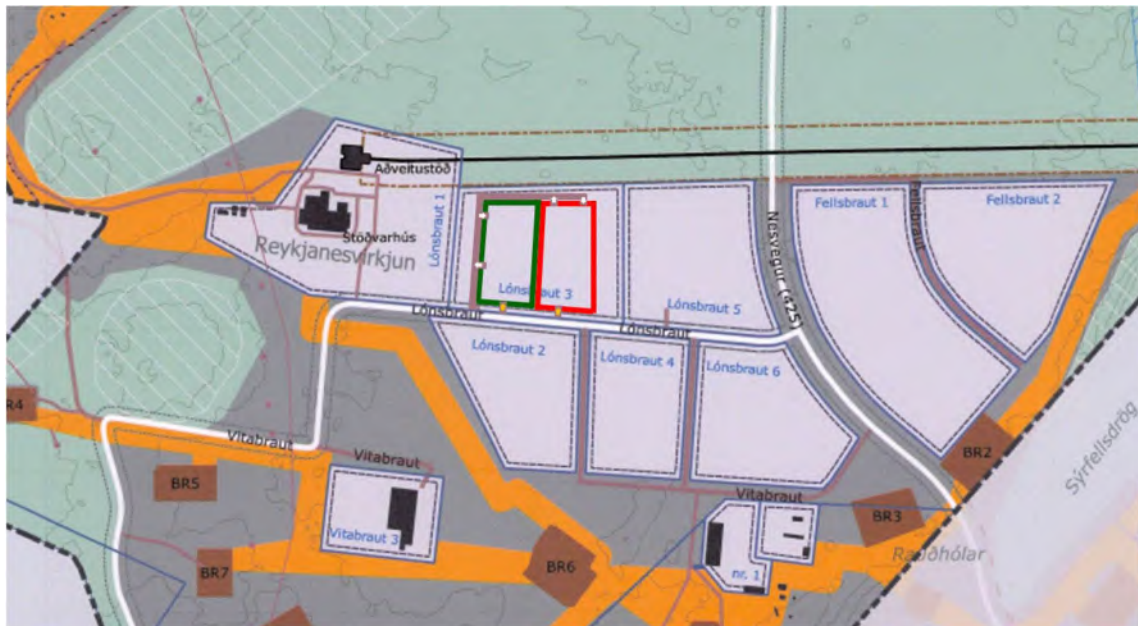 Aðveitustöð
Stöðvarhús
Reykjanesvirkjun
Lónsbraut 1
Lónsbraut 3
Lónsbraut 5
Nesvegur (425)
Fellsbraut 1
Fellsbraut
Fellsbraut 2
Lónsbraut
Lónsbraut
Lónsbraut 2
Lónsbraut 4
Lónsbraut 6
R4
Vitabraut
Vitabraut
BR5
BR2
Sýrfellsdrög
Vitabraut
BR3
Vitabraut 3
Rauðhólar
BR7
BR6
nr. 1